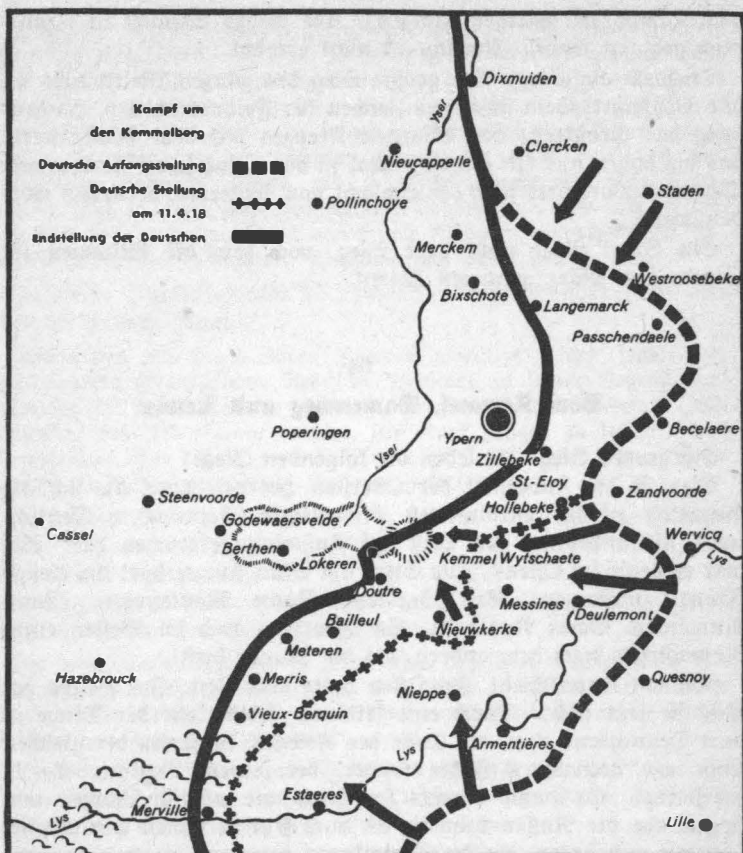 Kampf um
den Kemmelberg
Deutsche Anfangsstellung
Deutsche Stellung
am 11.4.18
Endstellung der Deutschen
Dixmuiden
Yser
Clercken
Nieucappelle
Staden
Pollinchove
Merckem
Westroosebeke
Bixschote
Langemarck
Passchendaele
Poperingen
Ypern
Becelaere
Yser
Zillebeke
St-Eloy
Steenvoorde
Zandvoorde
Hollebeke
Godewaersvelde
Cassel
Berthen
Kemmel
Wytschaete
Wervicq
Lys
Lokeren
Doutre
Messines
Deulemont
Bailleul
Nieuwkerke
Meteren
Hazebrouck
Merris
Nieppe
Quesnoy
Vieux-Berquin
Armentières
Lys
Estaeres
Lys
Merville
Lille